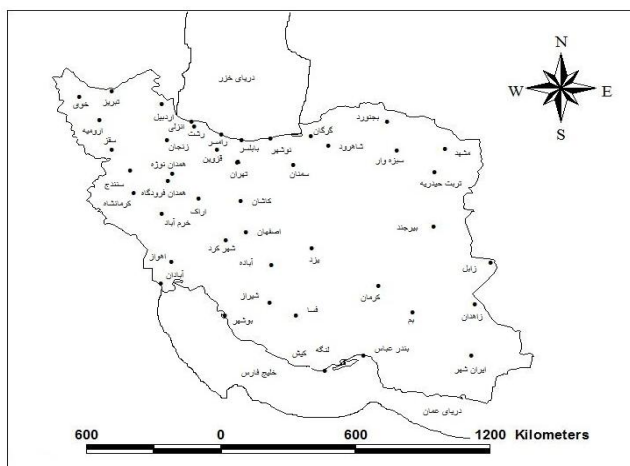 N
W E
S
دریای خزر
خوی
تبریز
اردبیل
ارومیه
انزلی
رشت
رامسر
بابلسر
نوشهر
گرگان
بجنورد
سقز
زنجان
قزوین
تهران
شاهرود
سبزه وار
مشهد
سنندج
همدان نوژه
همدان فرودگاه
سمنان
تربت حیدریه
کرمانشاه
خرم آباد
اراک
کاشان
اصفهان
شهر کرد
بیرجند
یزد
اهواز
آبادان
آباده
زابل
شیراز
کرمان
بوشهر
فسا
بم
زاهدان
کیش
لنگه
بندر عباس
ایران شهر
خلیج فارس
دریای عمان
600 0 600 1200 Kilometers